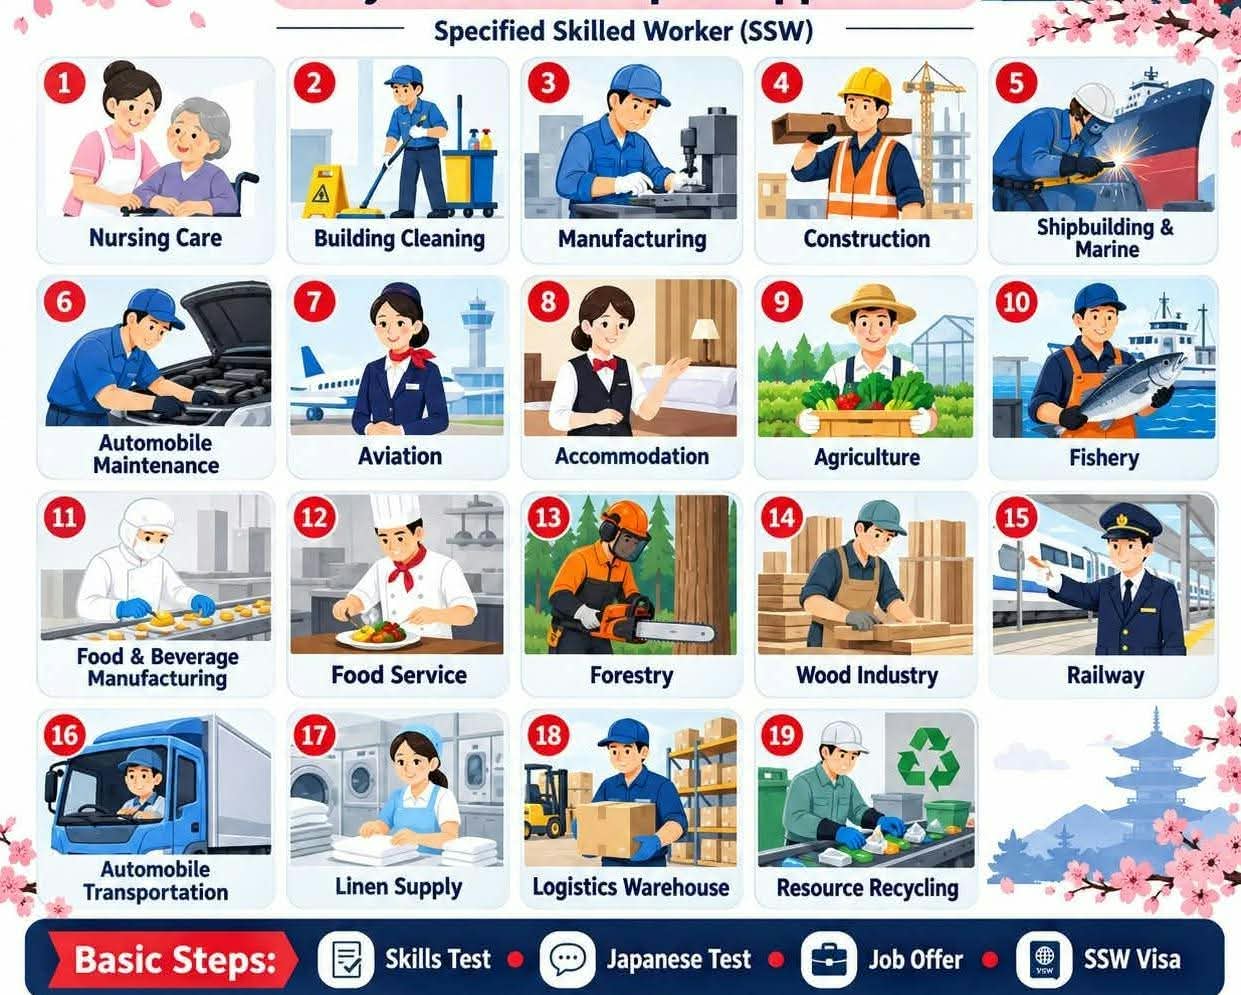 Specified Skilled Worker (SSW)
1
Nursing Care
2
Building Cleaning
3
Manufacturing
4
Construction
5
Shipbuilding &
Marine
6
Automobile
Maintenance
7
Aviation
8
Accommodation
9
Agriculture
10
Fishery
11
Food & Beverage
Manufacturing
12
Food Service
13
Forestry
14
Wood Industry
15
Railway
16
Automobile
Transportation
17
Linen Supply
18
Logistics Warehouse
19
Resource Recycling
Basic Steps:
Skills Test
Japanese Test
Job Offer
SSW Visa